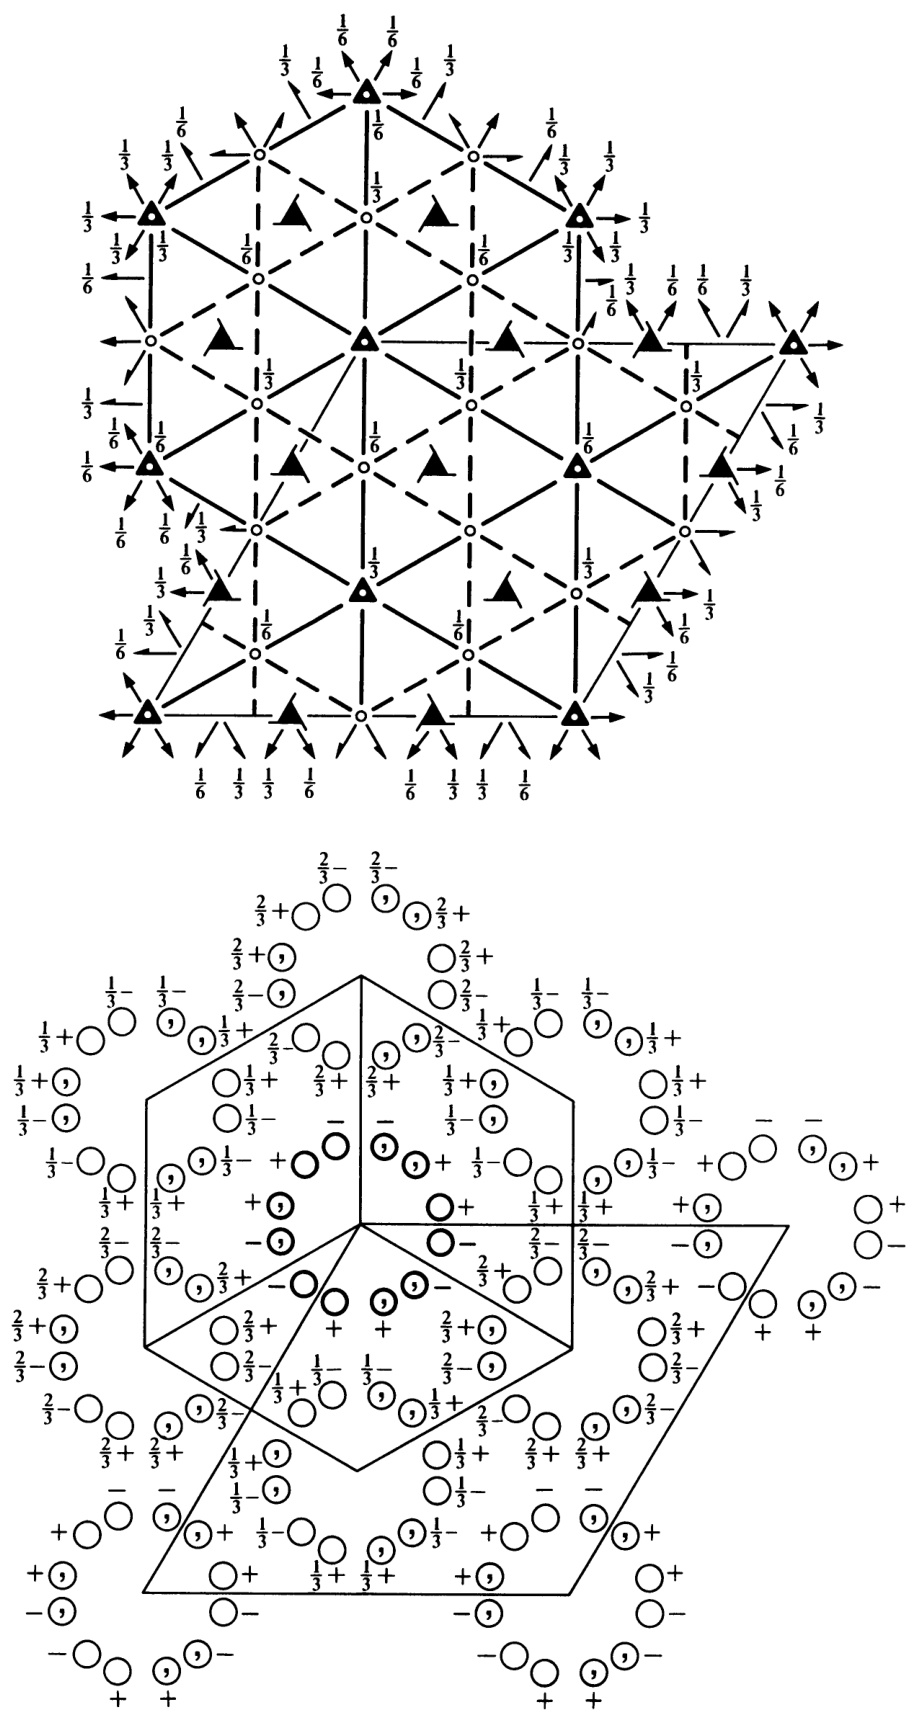 1/6 1/6
1/3 1/6 1/6 1/3
1/6 1/6 1/6
1/3 1/3 1/3 1/3
1/3 1/3 1/3
1/3 1/3 1/6 1/6 1/3 1/3
1/6 1/6 1/3 1/6 1/6 1/3
1/3 1/3 1/3
1/3 1/3
1/6 1/6 1/6 1/6 1/6
1/6 1/6
1/6 1/6 1/3 1/3
1/6 1/3 1/3
1/3 1/3
1/3 1/6 1/6 1/6
1/6 1/6
1/3
1/6 1/3 1/3 1/6 1/6 1/3 1/3 1/6
2/3− 2/3−
2/3+ , 2/3+
2/3+ , 2/3+
2/3− , 2/3−
1/3− 1/3− 1/3− 1/3−
1/3+ , 1/3+ 2/3− , 2/3− 1/3+ , 1/3+
1/3+ , 1/3+ 2/3+ 2/3+ 1/3+ , 1/3+
1/3− , 1/3− 1/3− , 1/3−
− − − −
1/3− , 1/3− + , + 1/3− , 1/3− + , +
1/3+ 1/3+ + , + 1/3+ 1/3+ + , +
2/3− 2/3− − , − 2/3− 2/3− − , −
2/3+ , 2/3+ − , − 2/3+ , 2/3+ − , −
2/3+ , 2/3+ + + 2/3+ , 2/3+ + +
2/3− , 2/3− 1/3− 1/3− 2/3− , 2/3−
2/3− , 2/3− 1/3+ , 1/3+ 2/3− , 2/3−
2/3+ 2/3+ 1/3+ , 1/3+ 2/3+ 2/3+
− − 1/3− , 1/3− − −
+ , + 1/3− , 1/3− + , +
+ , + 1/3+ 1/3+ + , +
− , − − , −
− , − − , −
+ + + +